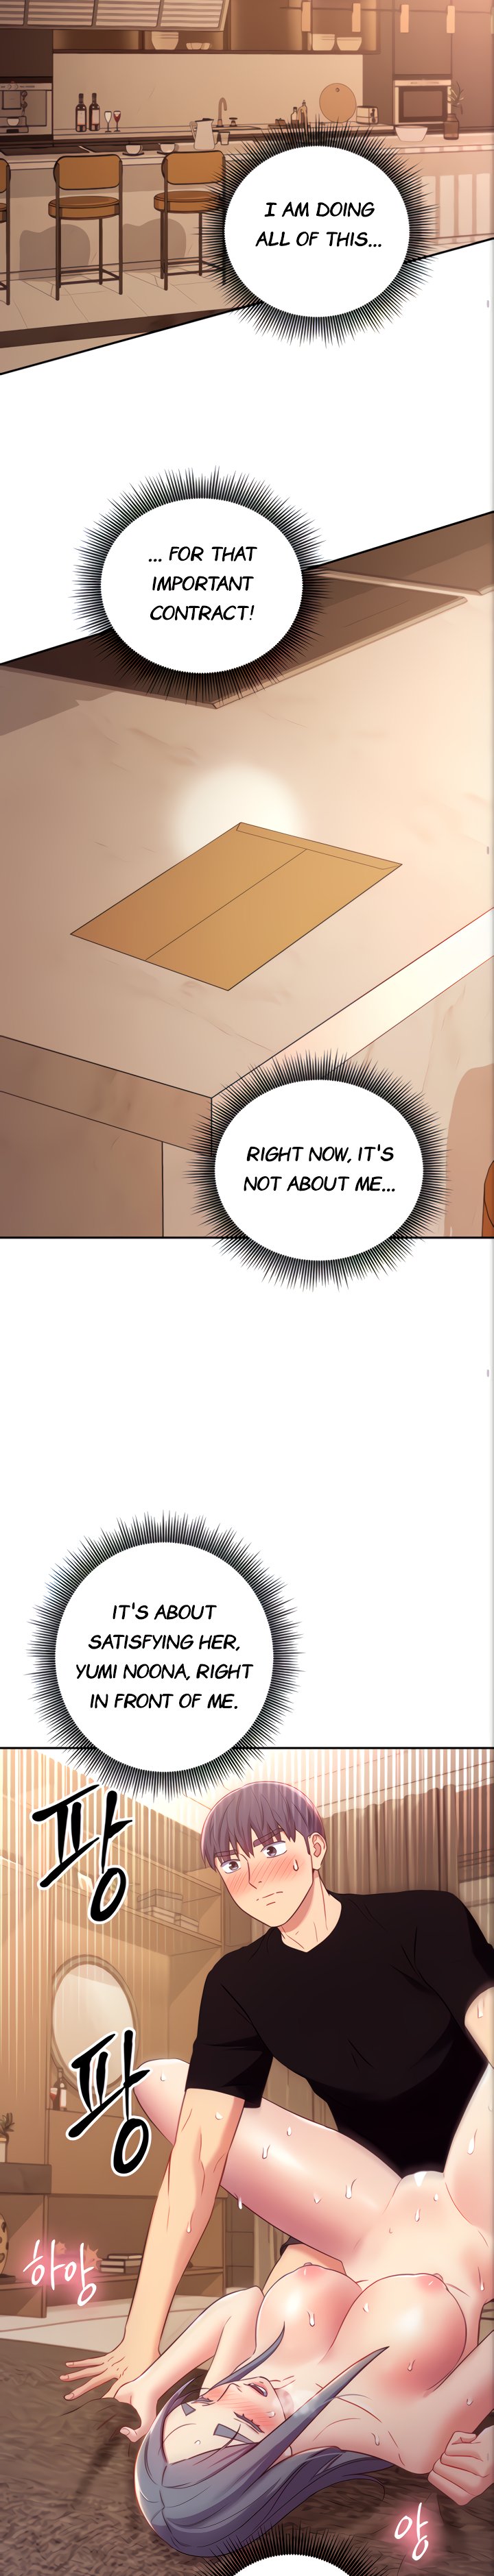 I AM DOING
ALL OF THIS...
... FOR THAT
IMPORTANT
CONTRACT!
RIGHT NOW, IT'S
NOT ABOUT ME...
IT'S ABOUT
SATISFYING HER,
YUMI NOONA, RIGHT
IN FRONT OF ME.
팡
팡
하앙
앙